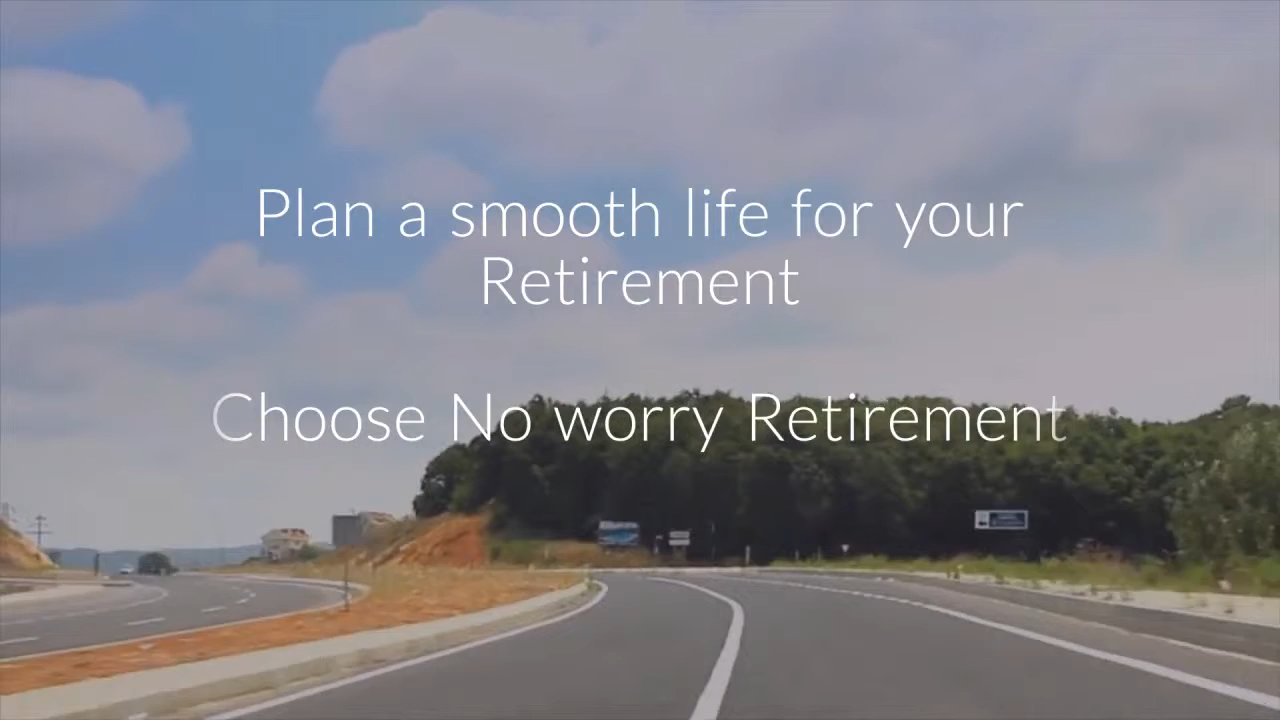 Plan a smooth life for your
Retirement
Choose No worry Retirement